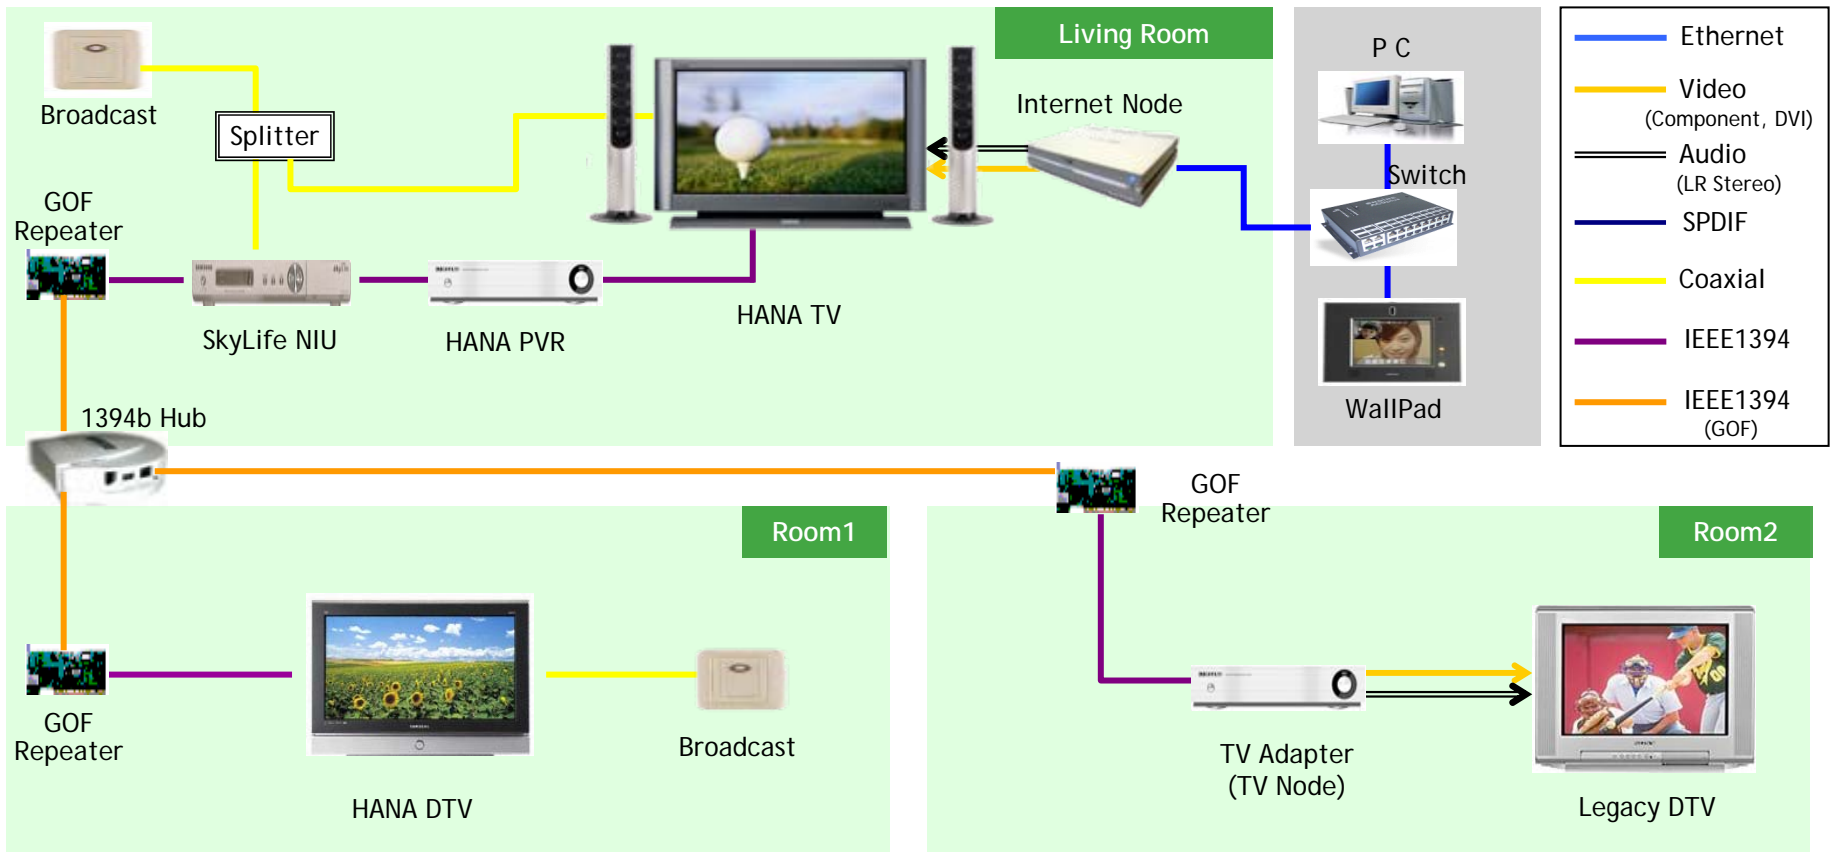 Living Room
Broadcast
Splitter
Internet Node
GOF
Repeater
SkyLife NIU
HANA PVR
HANA TV
P C
Switch
WallPad
Ethernet
Video
(Component, DVI)
Audio
(LR Stereo)
SPDIF
Coaxial
IEEE1394
IEEE1394
(GOF)
1394b Hub
GOF
Repeater
Room1
GOF
Repeater
HANA DTV
Broadcast
Room2
TV Adapter
(TV Node)
Legacy DTV